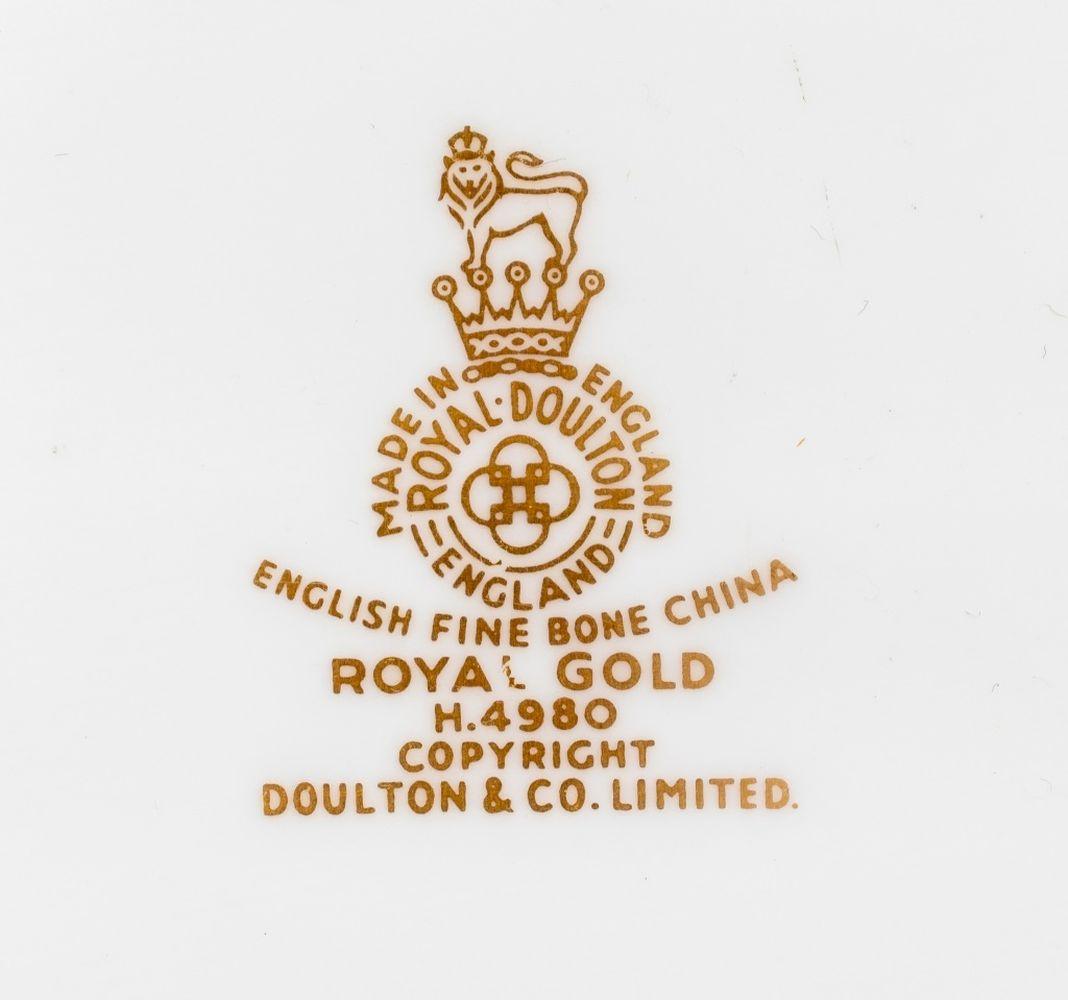 MADE IN ENGLAND
ROYAL·DOULTON
ENGLAND
ENGLISH FINE BONE CHINA
ROYAL GOLD
H.4980
COPYRIGHT
DOULTON & CO. LIMITED.